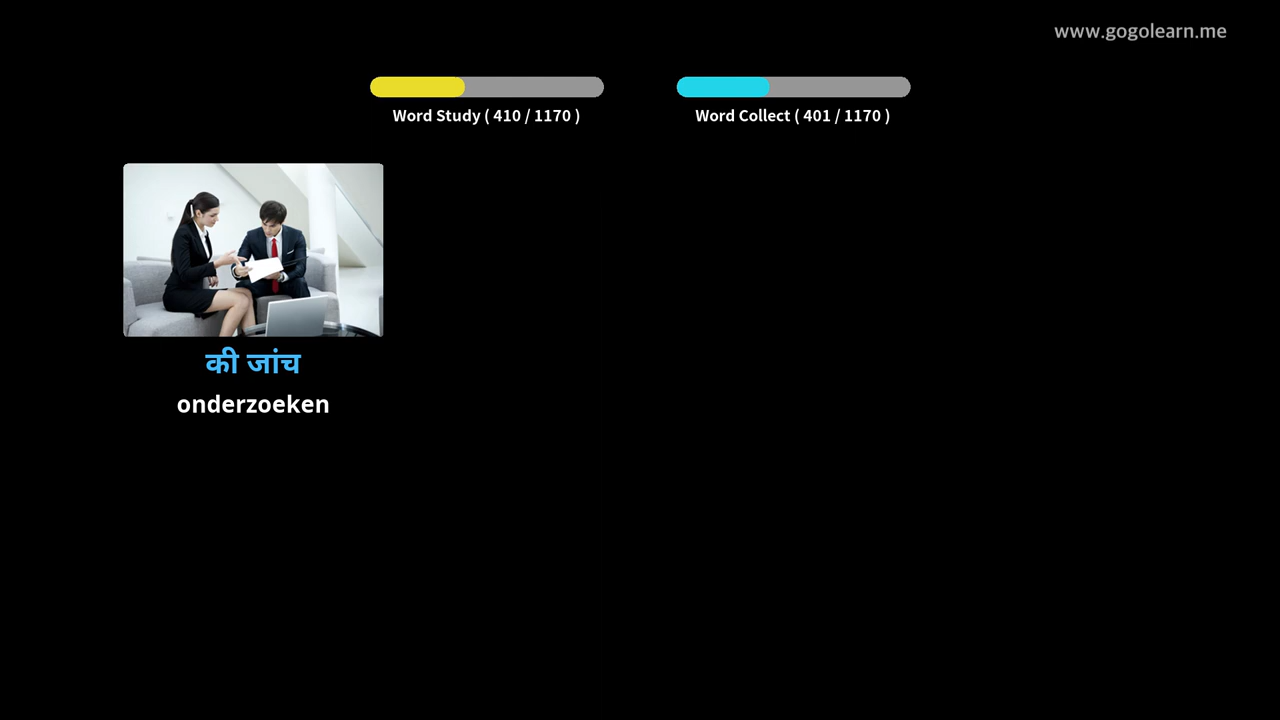 www.gogolearn.me
Word Study ( 410 / 1170 )
Word Collect ( 401 / 1170 )
की जांच
onderzoeken